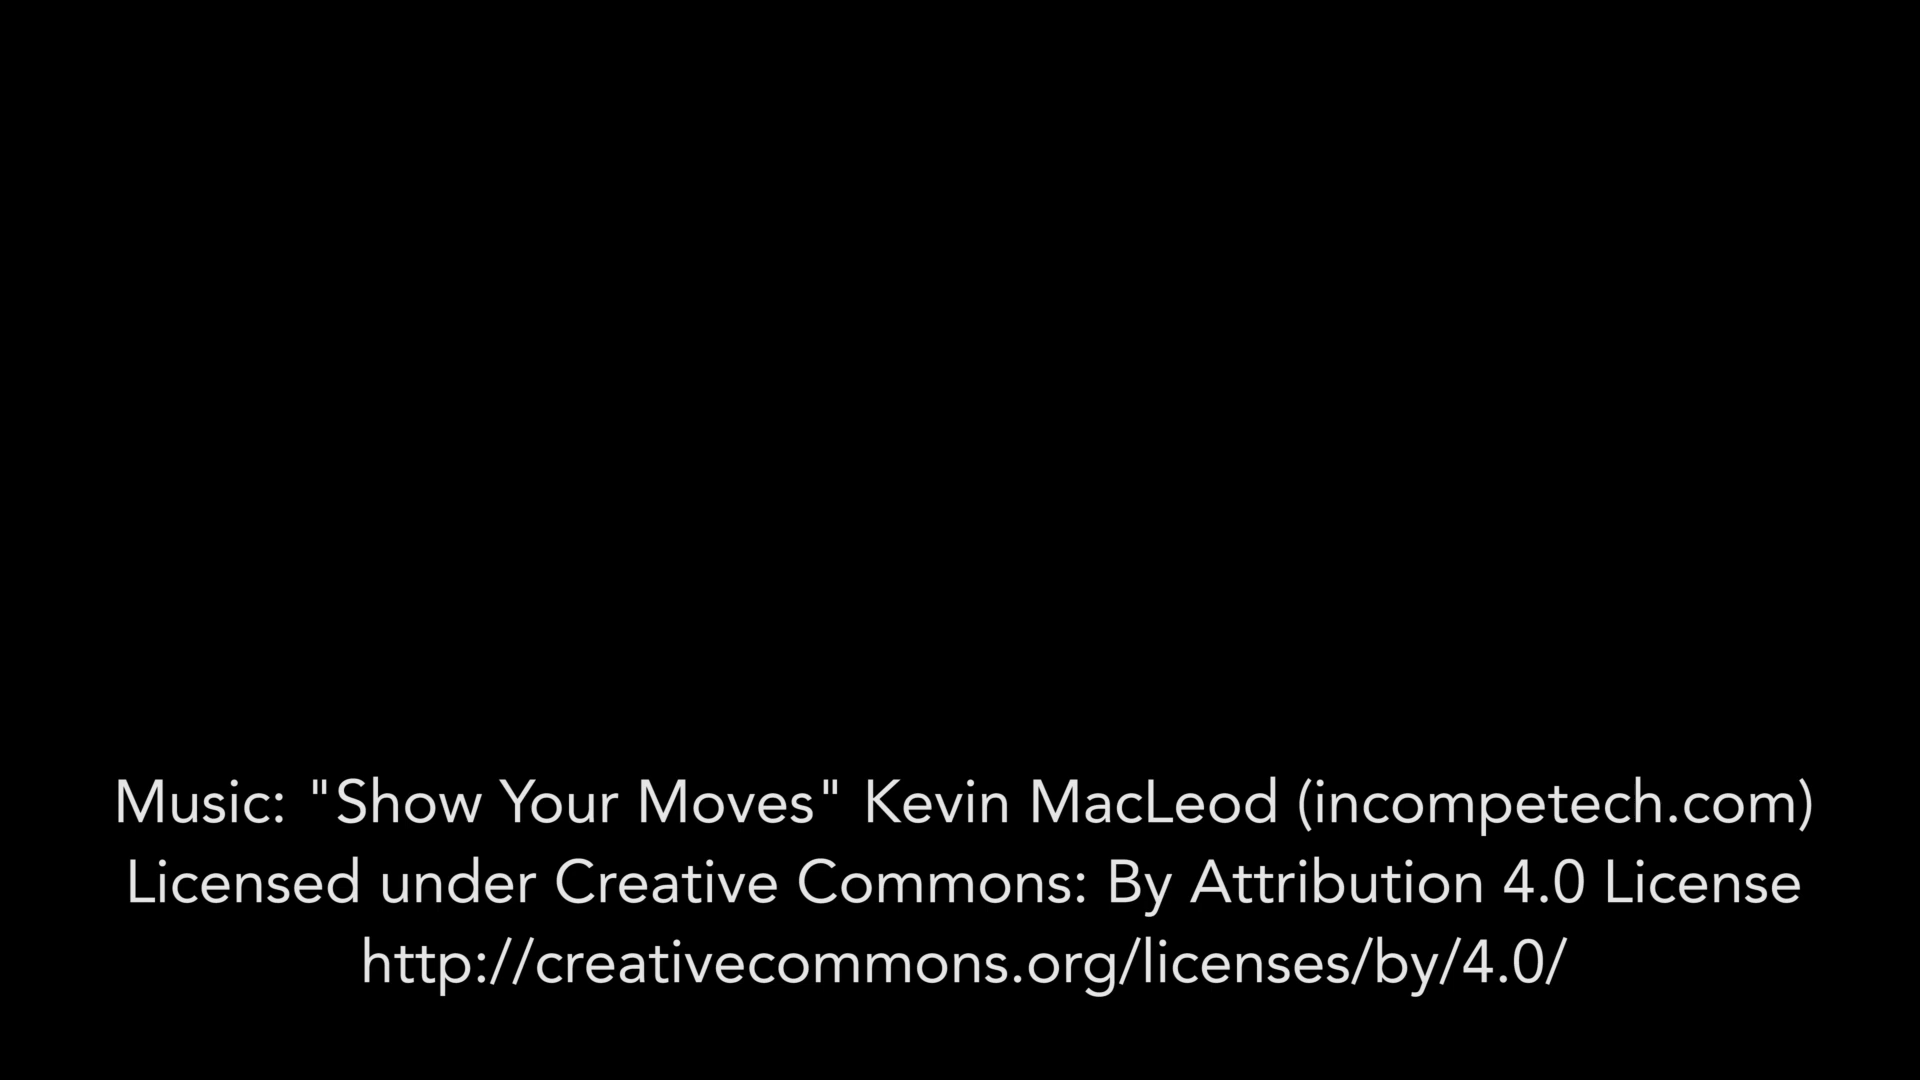 Music: "Show Your Moves" Kevin MacLeod (incompetech.com)
Licensed under Creative Commons: By Attribution 4.0 License
http://creativecommons.org/licenses/by/4.0/